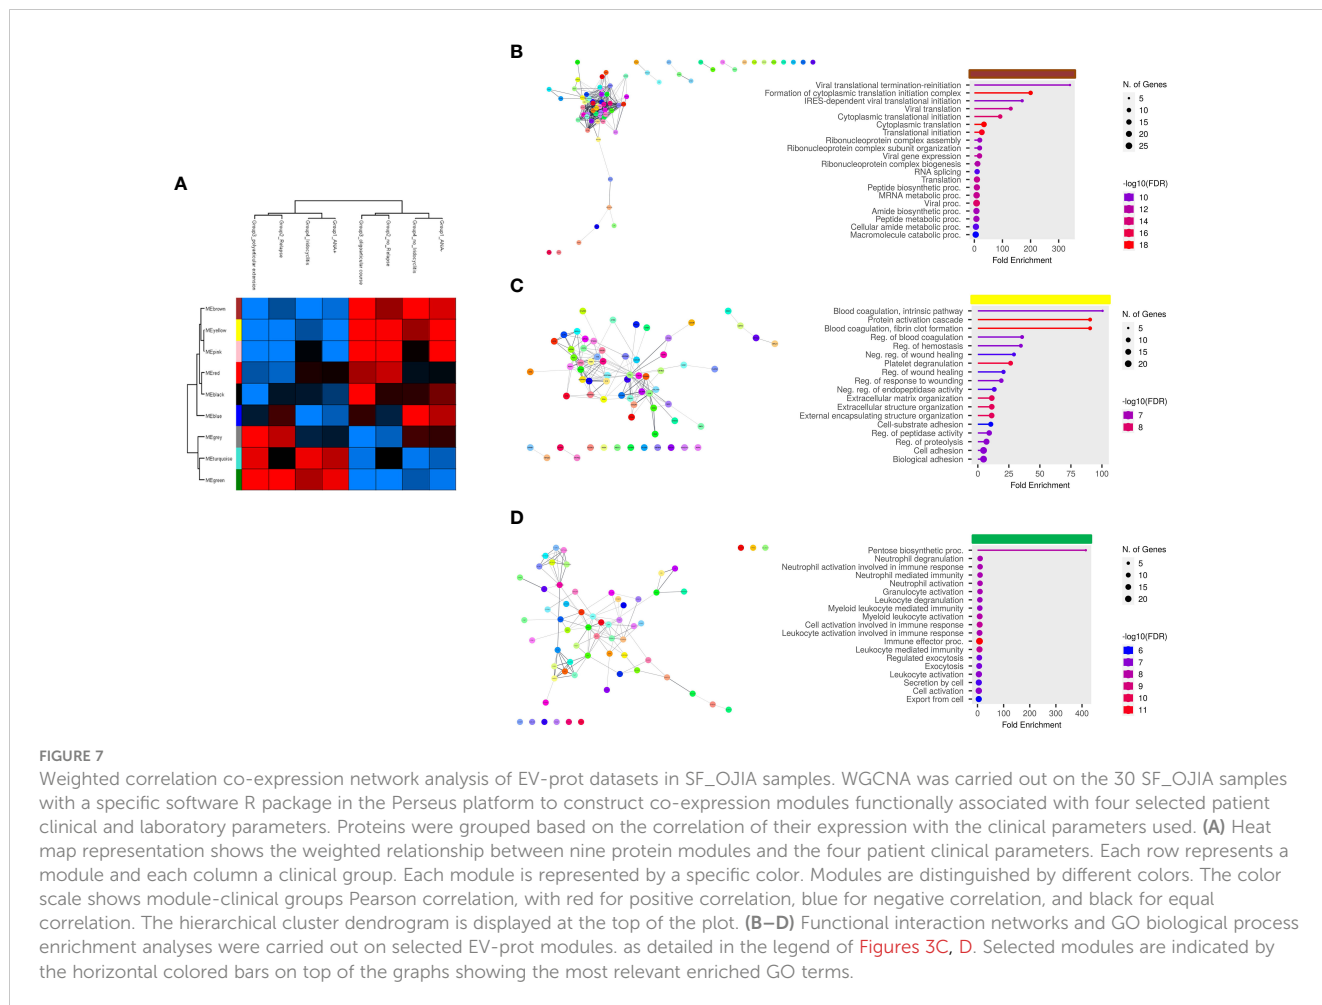 A
Group3_polyarticular extension
Group2_Relapse
Group4_Iridocyclitis
Group1_ANA+
Group3_oligoarticular course
Group2_no_Relapse
Group4_no_Iridocyclitis
Group1_ANA-
MEbrown
MEyellow
MEpink
MEred
MEblack
MEblue
MEgrey
MEturquoise
MEgreen
B
Viral translational termination-reinitiation
Formation of cytoplasmic translation initiation complex
IRES-dependent viral translational initiation
Viral translation
Cytoplasmic translational initiation
Cytoplasmic translation
Translational initiation
Ribonucleoprotein complex assembly
Ribonucleoprotein complex subunit organization
Viral gene expression
Ribonucleoprotein complex biogenesis
RNA splicing
Translation
Peptide biosynthetic proc.
MRNA metabolic proc.
Viral proc.
Amide biosynthetic proc.
Peptide metabolic proc.
Cellular amide metabolic proc.
Macromolecule catabolic proc.
0 100 200 300
Fold Enrichment
N. of Genes
5
10
15
20
25
-log10(FDR)
10
12
14
16
18
C
Blood coagulation, intrinsic pathway
Protein activation cascade
Blood coagulation, fibrin clot formation
Reg. of blood coagulation
Reg. of hemostasis
Neg. reg. of wound healing
Platelet degranulation
Reg. of wound healing
Reg. of response to wounding
Neg. reg. of endopeptidase activity
Extracellular matrix organization
Extracellular structure organization
External encapsulating structure organization
Cell-substrate adhesion
Reg. of peptidase activity
Reg. of proteolysis
Cell adhesion
Biological adhesion
0 25 50 75 100
Fold Enrichment
N. of Genes
5
10
15
20
-log10(FDR)
7
8
D
Pentose biosynthetic proc.
Neutrophil degranulation
Neutrophil activation involved in immune response
Neutrophil mediated immunity
Neutrophil activation
Granulocyte activation
Leukocyte degranulation
Myeloid leukocyte mediated immunity
Myeloid leukocyte activation
Cell activation involved in immune response
Leukocyte activation involved in immune response
Immune effector proc.
Leukocyte mediated immunity
Regulated exocytosis
Exocytosis
Leukocyte activation
Secretion by cell
Cell activation
Export from cell
0 100 200 300 400
Fold Enrichment
N. of Genes
5
10
15
20
-log10(FDR)
6
7
8
9
10
11
FIGURE 7
Weighted correlation co-expression network analysis of EV-prot datasets in SF_OJIA samples. WGCNA was carried out on the 30 SF_OJIA samples
with a specific software R package in the Perseus platform to construct co-expression modules functionally associated with four selected patient
clinical and laboratory parameters. Proteins were grouped based on the correlation of their expression with the clinical parameters used. (A) Heat
map representation shows the weighted relationship between nine protein modules and the four patient clinical parameters. Each row represents a
module and each column a clinical group. Each module is represented by a specific color. Modules are distinguished by different colors. The color
scale shows module-clinical groups Pearson correlation, with red for positive correlation, blue for negative correlation, and black for equal
correlation. The hierarchical cluster dendrogram is displayed at the top of the plot. (B–D) Functional interaction networks and GO biological process
enrichment analyses were carried out on selected EV-prot modules. as detailed in the legend of Figures 3C, D. Selected modules are indicated by
the horizontal colored bars on top of the graphs showing the most relevant enriched GO terms.